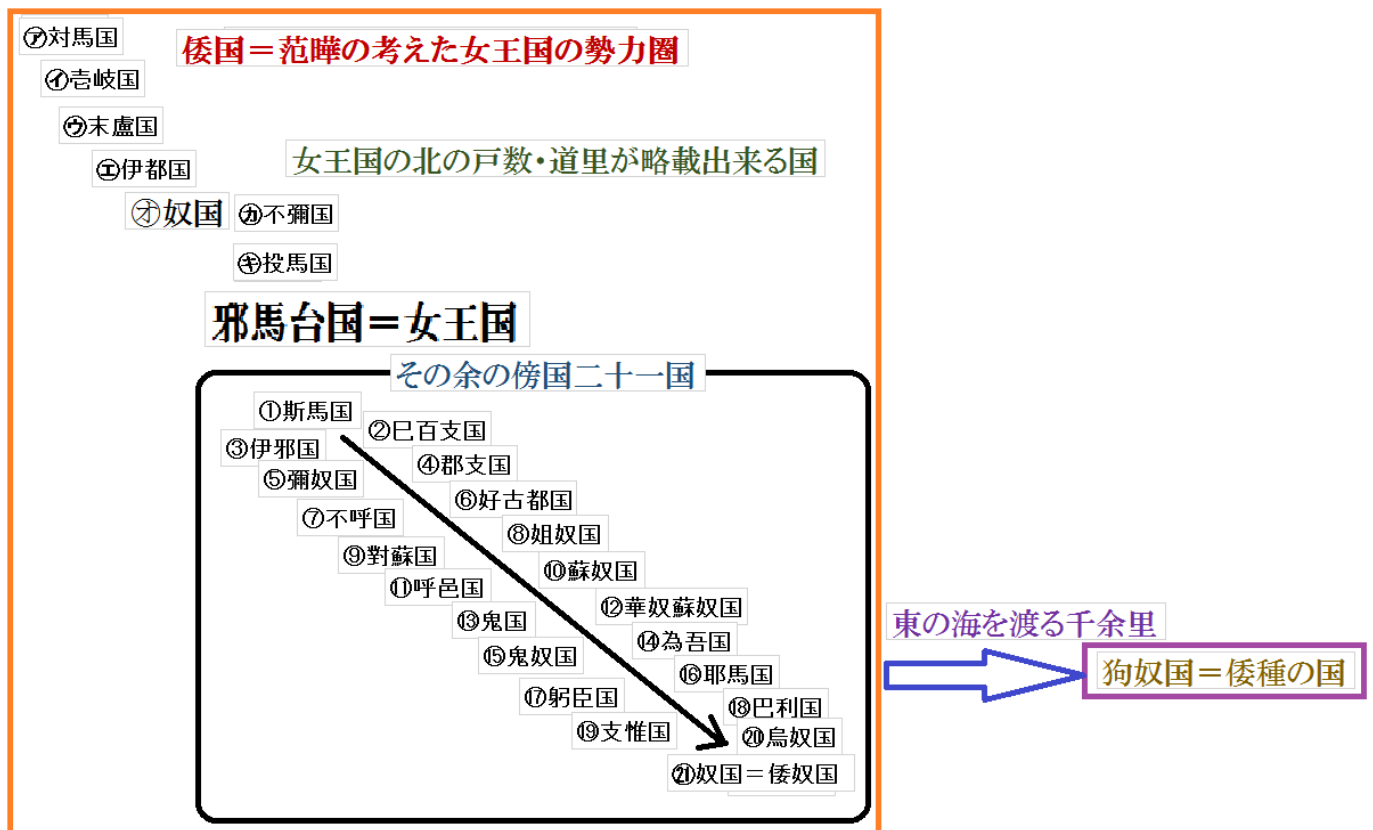 ㋐対馬国
倭国＝范曄の考えた女王国の勢力圏
㋑壱岐国
㋒末盧国
女王国の北の戸数・道里が略載出来る国
㋓伊都国
㋔奴国
㋕不彌国
㋖投馬国
邪馬台国＝女王国
その余の傍国二十一国
①斯馬国
②巳百支国
③伊邪国
④郡支国
⑤彌奴国
⑥好古都国
⑦不呼国
⑧姐奴国
⑨對蘇国
⑩蘇奴国
⑪呼邑国
⑫華奴蘇奴国
⑬鬼国
⑭為吾国
⑮鬼奴国
⑯耶馬国
⑰躬臣国
⑱巴利国
⑲支惟国
⑳烏奴国
㉑奴国＝倭奴国
東の海を渡る千余里
狗奴国＝倭種の国